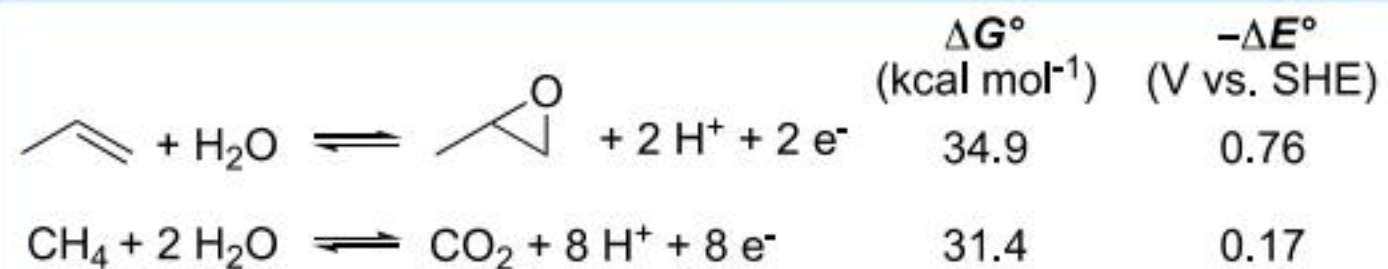 ΔG° –ΔE°
(kcal mol⁻¹) (V vs. SHE)
O
+ H₂O ⇌ + 2 H⁺ + 2 e⁻ 34.9 0.76
CH₄ + 2 H₂O ⇌ CO₂ + 8 H⁺ + 8 e⁻ 31.4 0.17